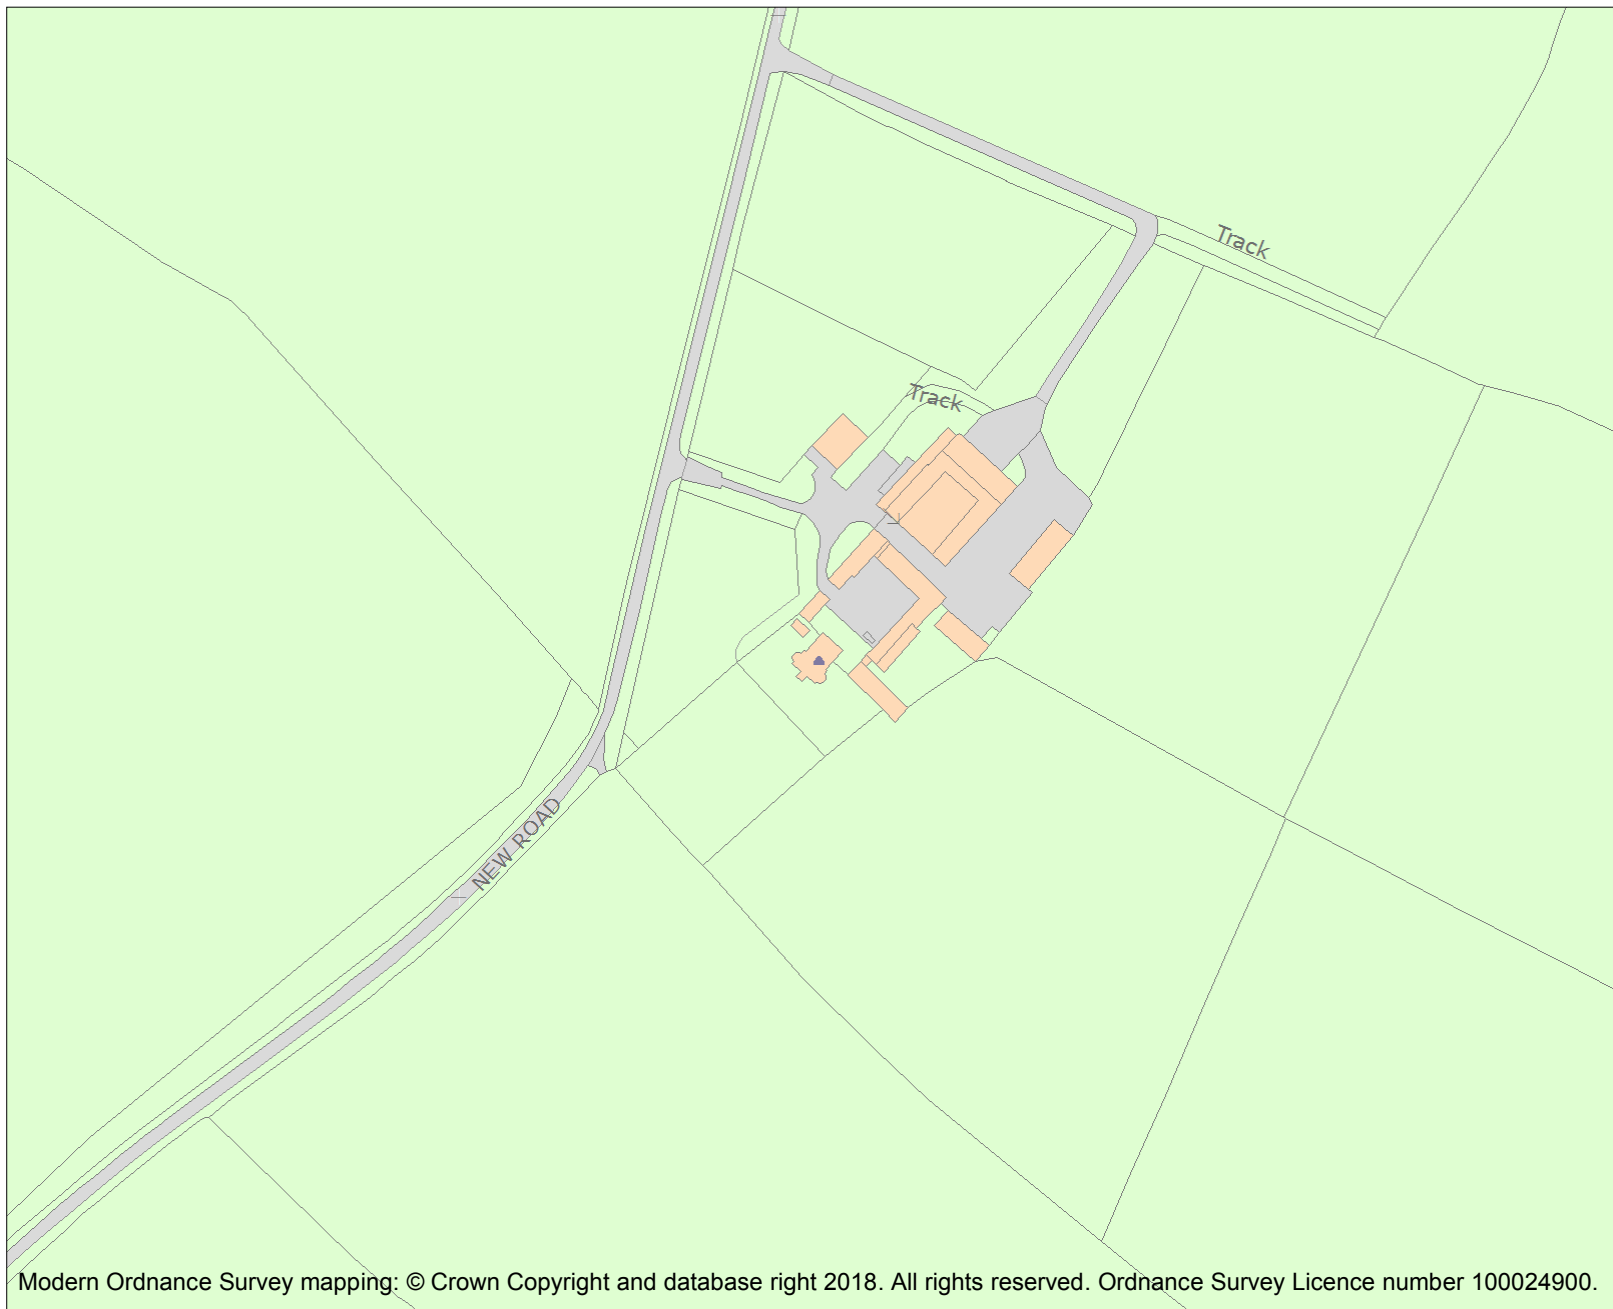 Track
Track
NEW ROAD
Modern Ordnance Survey mapping: © Crown Copyright and database right 2018. All rights reserved. Ordnance Survey Licence number 100024900.